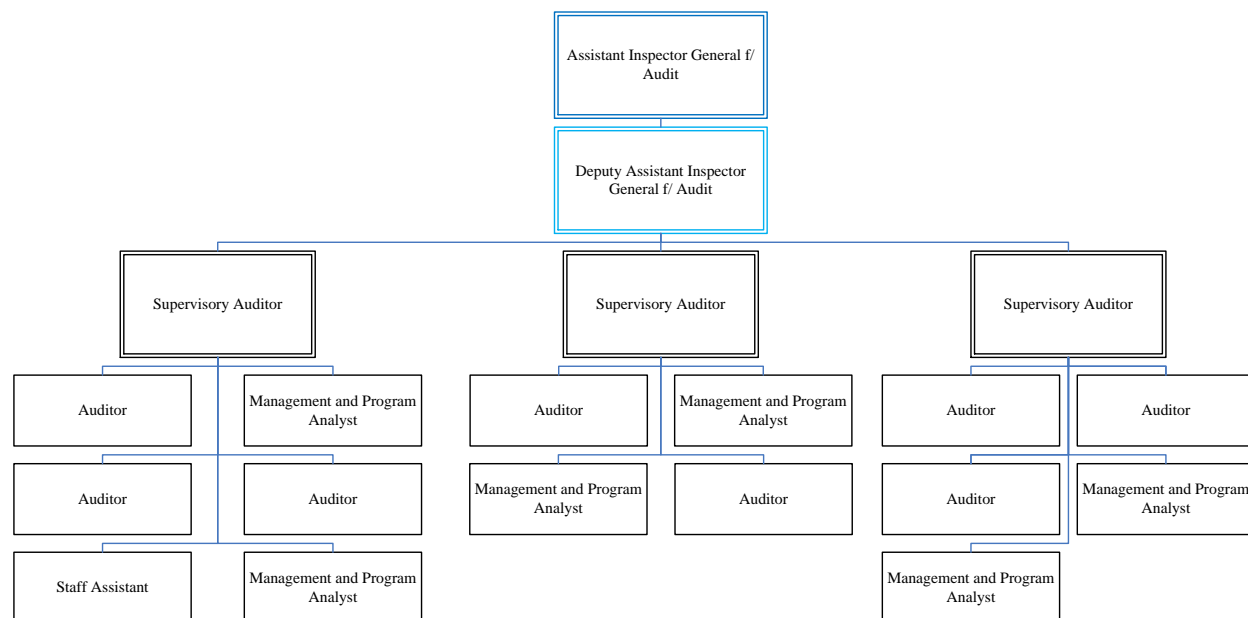 Assistant Inspector General f/
Audit
Deputy Assistant Inspector
General f/ Audit
Supervisory Auditor
Supervisory Auditor
Supervisory Auditor
Auditor
Management and Program
Analyst
Auditor
Management and Program
Analyst
Auditor
Auditor
Auditor
Auditor
Management and Program
Analyst
Auditor
Auditor
Management and Program
Analyst
Staff Assistant
Management and Program
Analyst
Management and Program
Analyst